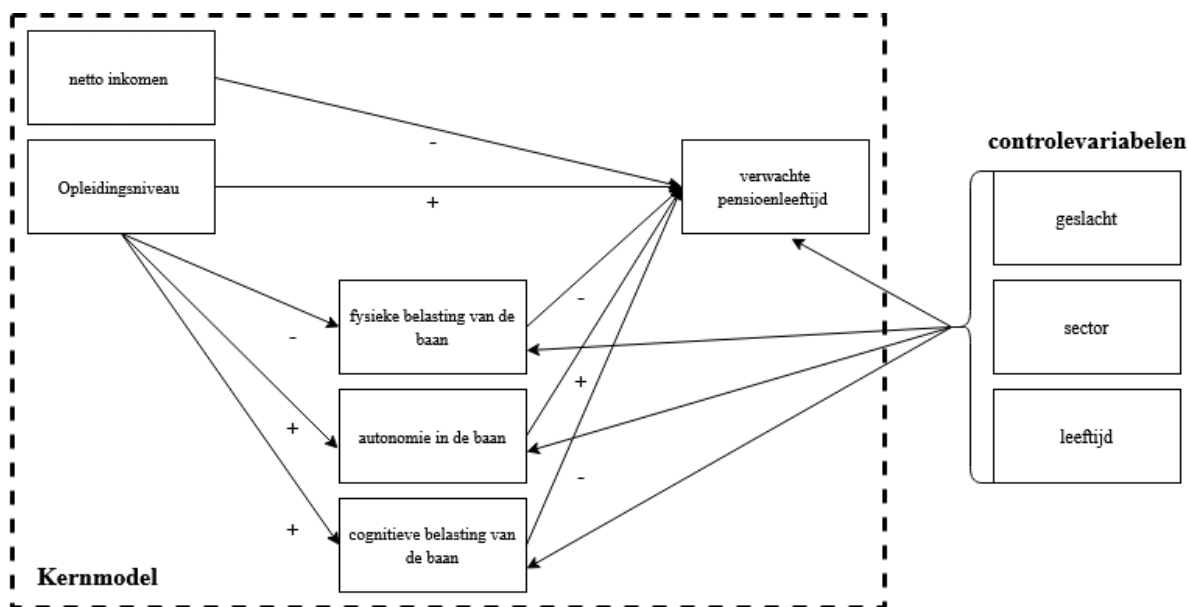 netto inkomen
-
Opleidingsniveau
+
verwachte
pensioenleeftijd
controlevariabelen
geslacht
sector
leeftijd
fysieke belasting van de
baan
-
-
autonomie in de baan
+
+
cognitieve belasting van
de baan
-
+
Kernmodel